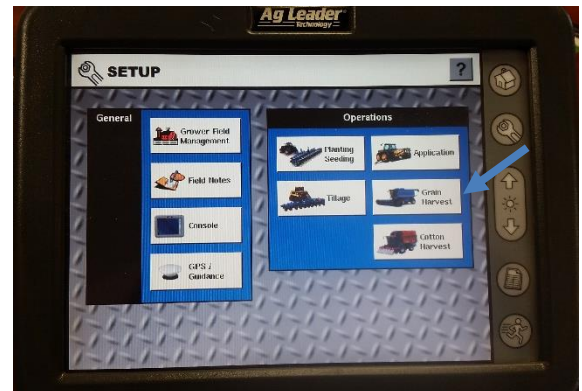 Ag Leader
Technology
SETUP
?
General
Grower Field
Management
Field Notes
Console
GPS /
Guidance
Operations
Planting
Seeding
Application
Tillage
Grain
Harvest
Cotton
Harvest